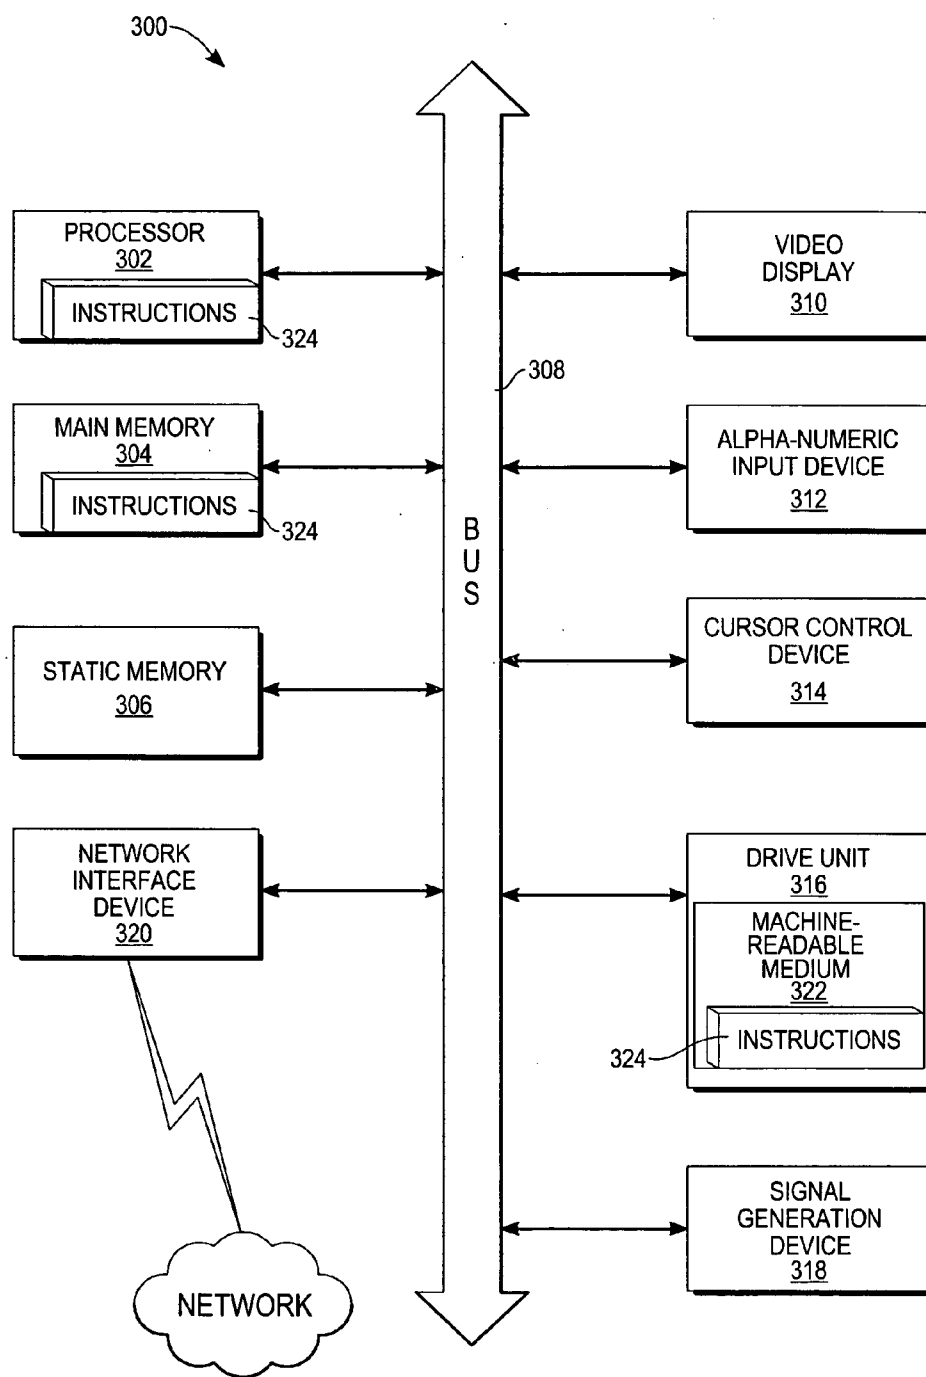 300
PROCESSOR
302
INSTRUCTIONS
324
MAIN MEMORY
304
INSTRUCTIONS
324
STATIC MEMORY
306
NETWORK
INTERFACE
DEVICE
320
NETWORK
BUS
308
VIDEO
DISPLAY
310
ALPHA-NUMERIC
INPUT DEVICE
312
CURSOR CONTROL
DEVICE
314
DRIVE UNIT
316
MACHINE-
READABLE
MEDIUM
322
INSTRUCTIONS
324
SIGNAL
GENERATION
DEVICE
318